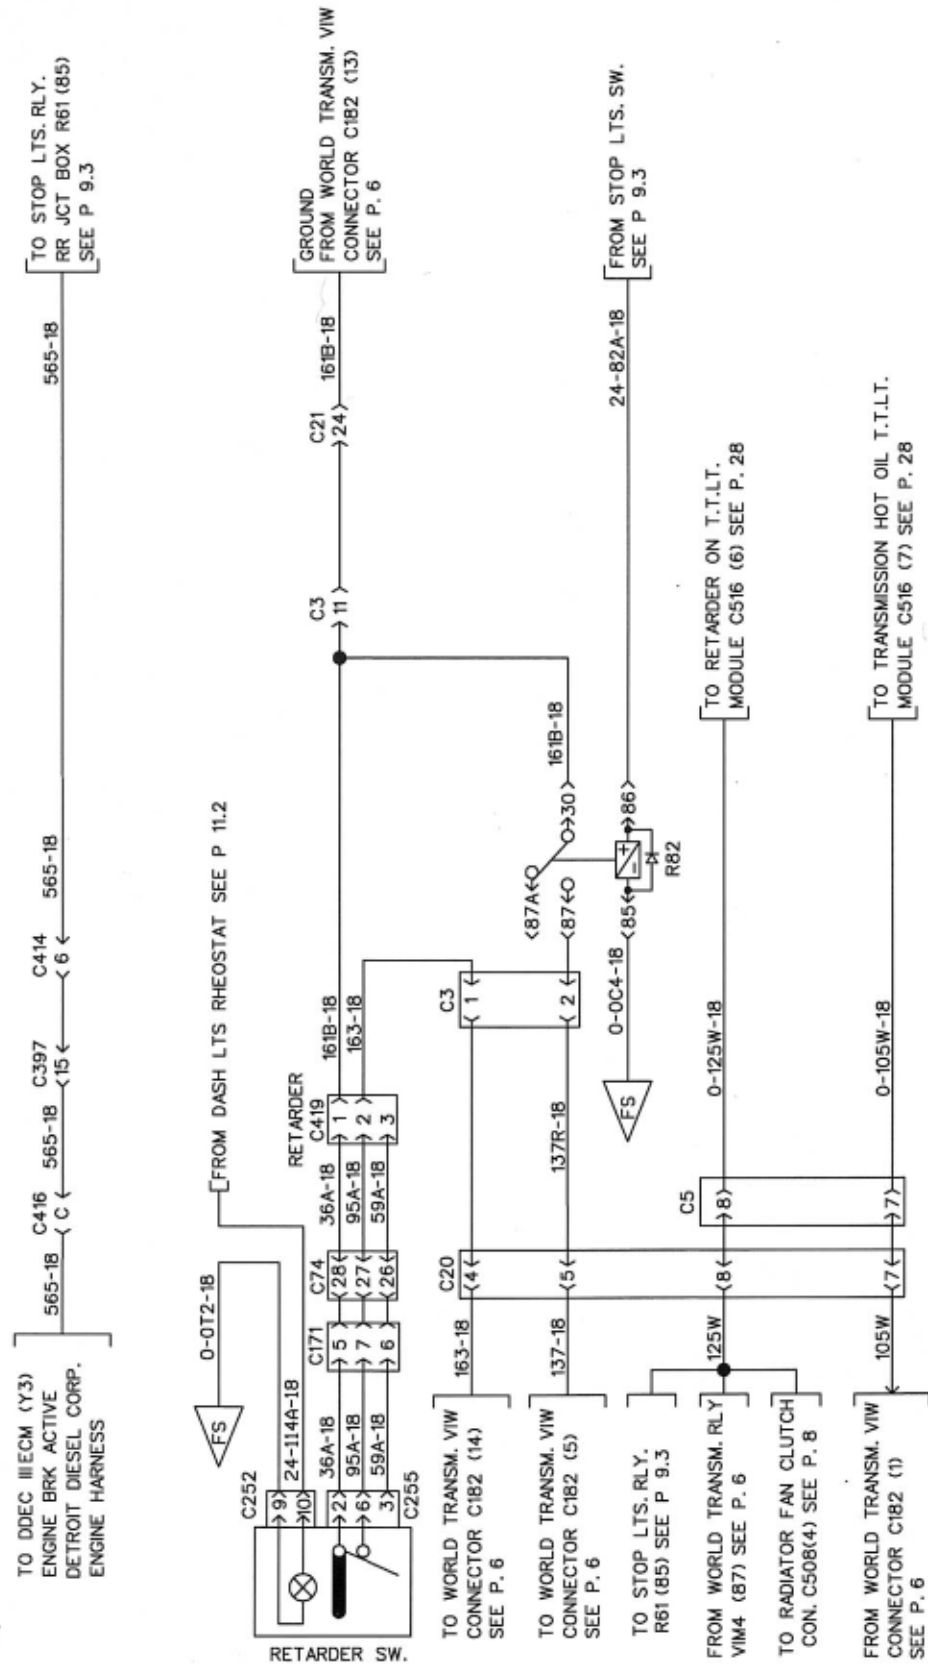 TO DDEC III ECM (Y3)
ENGINE BRK ACTIVE
DETROIT DIESEL CORP.
ENGINE HARNESS
565-18
C416
C
565-18
C397
15
C414
6
565-18
565-18
TO STOP LTS. RLY.
RR JCT BOX R61 (85)
SEE P 9.3
FS
0-0T2-18
FROM DASH LTS RHEOSTAT SEE P 11.2
C252
9
10
24-114A-18
RETARDER SW.
2
6
3
C255
36A-18
95A-18
59A-18
C171
5
7
6
C74
28
27
26
36A-18
95A-18
59A-18
RETARDER
C419
1
2
3
161B-18
163-18
C3
11
C21
24
161B-18
GROUND
FROM WORLD TRANSM. VIW
CONNECTOR C182 (13)
SEE P. 6
TO WORLD TRANSM. VIW
CONNECTOR C182 (14)
SEE P. 6
163-18
C20
4
C3
1
TO WORLD TRANSM. VIW
CONNECTOR C182 (5)
SEE P. 6
137-18
5
137R-18
2
87A
87
30
161B-18
FS
0-0C4-18
85
+
-
86
R82
24-82A-18
FROM STOP LTS. SW.
SEE P 9.3
TO STOP LTS. RLY.
R61 (85) SEE P 9.3
FROM WORLD TRANSM. RLY
VIM4 (87) SEE P. 6
TO RADIATOR FAN CLUTCH
CON. C508(4) SEE P. 8
125W
8
C5
8
0-125W-18
TO RETARDER ON T.T.LT.
MODULE C516 (6) SEE P. 28
FROM WORLD TRANSM. VIW
CONNECTOR C182 (1)
SEE P. 6
105W
7
7
0-105W-18
TO TRANSMISSION HOT OIL T.T.LT.
MODULE C516 (7) SEE P. 28